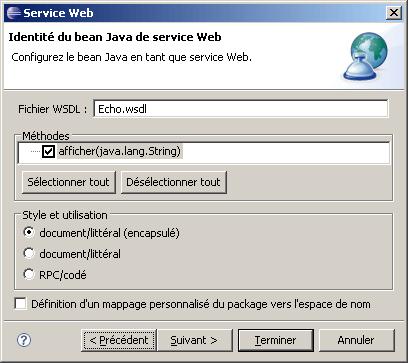 Service Web
Identité du bean Java de service Web
Configurez le bean Java en tant que service Web.
Fichier WSDL : Echo.wsdl
Méthodes
afficher(java.lang.String)
Sélectionner tout Désélectionner tout
Style et utilisation
document/littéral (encapsulé)
document/littéral
RPC/codé
Définition d'un mappage personnalisé du package vers l'espace de nom
? < Précédent Suivant > Terminer Annuler